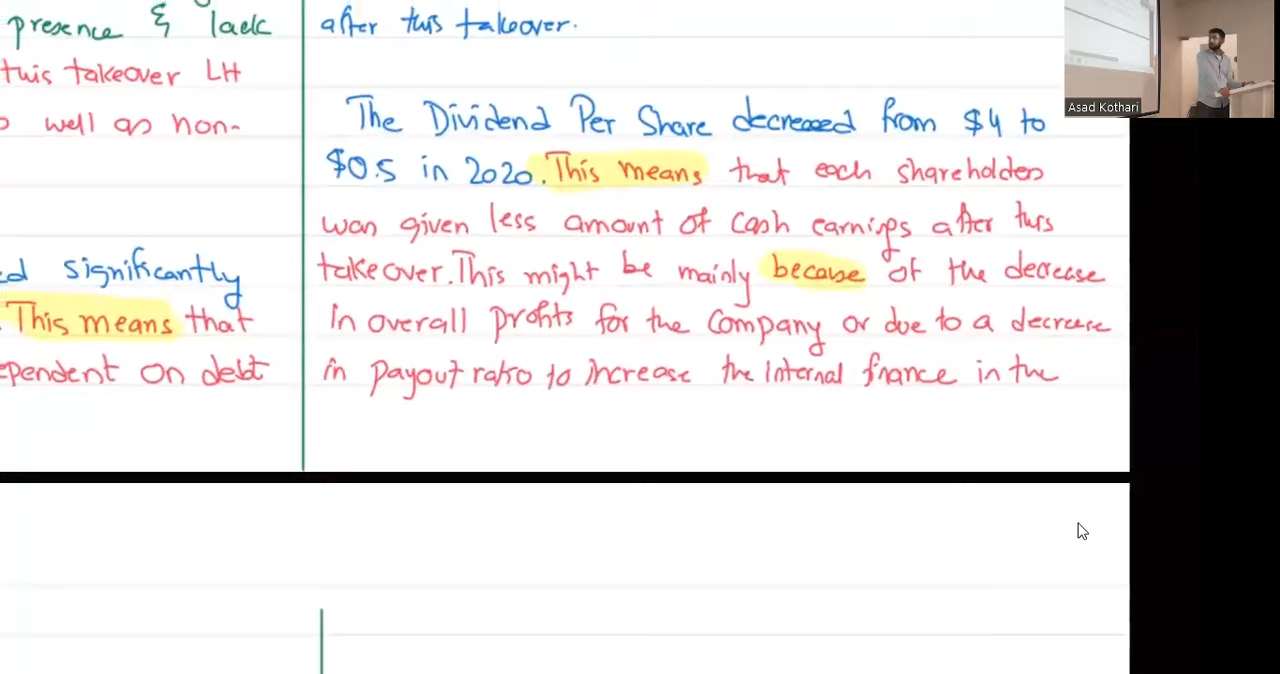 presence & lack
this takeover LH
well as non-
ed significantly
. This means that
ependent on debt
after this takeover.
The Dividend Per Share decreased from $4 to
$0.5 in 2020. This means that each shareholder
was given less amount of cash earnings after this
takeover. This might be mainly because of the decrease
in overall profits for the company or due to a decrease
in payout ratio to increase the internal finance in the
Asad Kothari